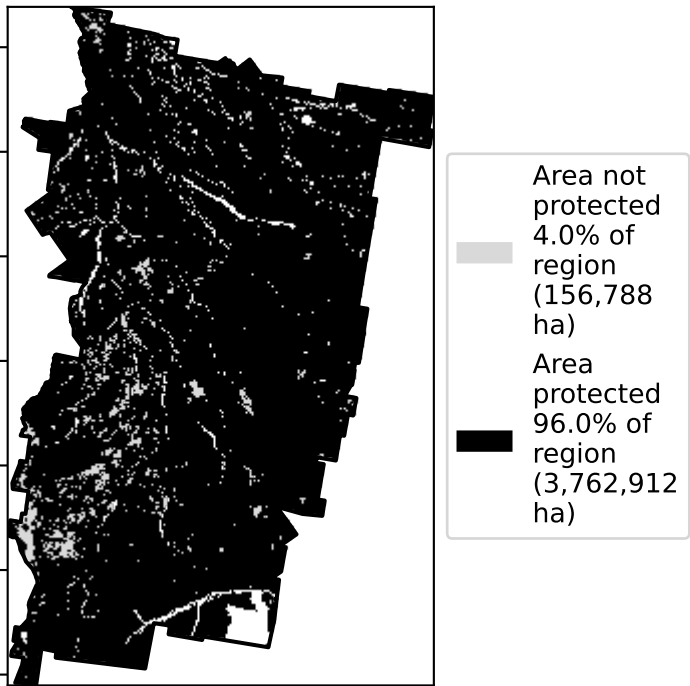 Area not
protected
4.0% of
region
(156,788
ha)
Area
protected
96.0% of
region
(3,762,912
ha)